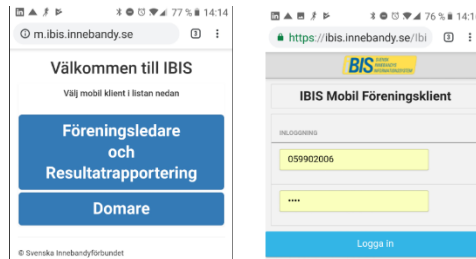 77 % 14:14
m.ibis.innebandy.se 3
Välkommen till IBIS
Välj mobil klient i listan nedan
Föreningsledare
och
Resultatrapportering
Domare
© Svenska Innebandyförbundet
76 % 14:1
https://ibis.innebandy.se/Ibi 3
BIS
IBIS Mobil Föreningsklient
INLOGGNING
059902006
••••
Logga in